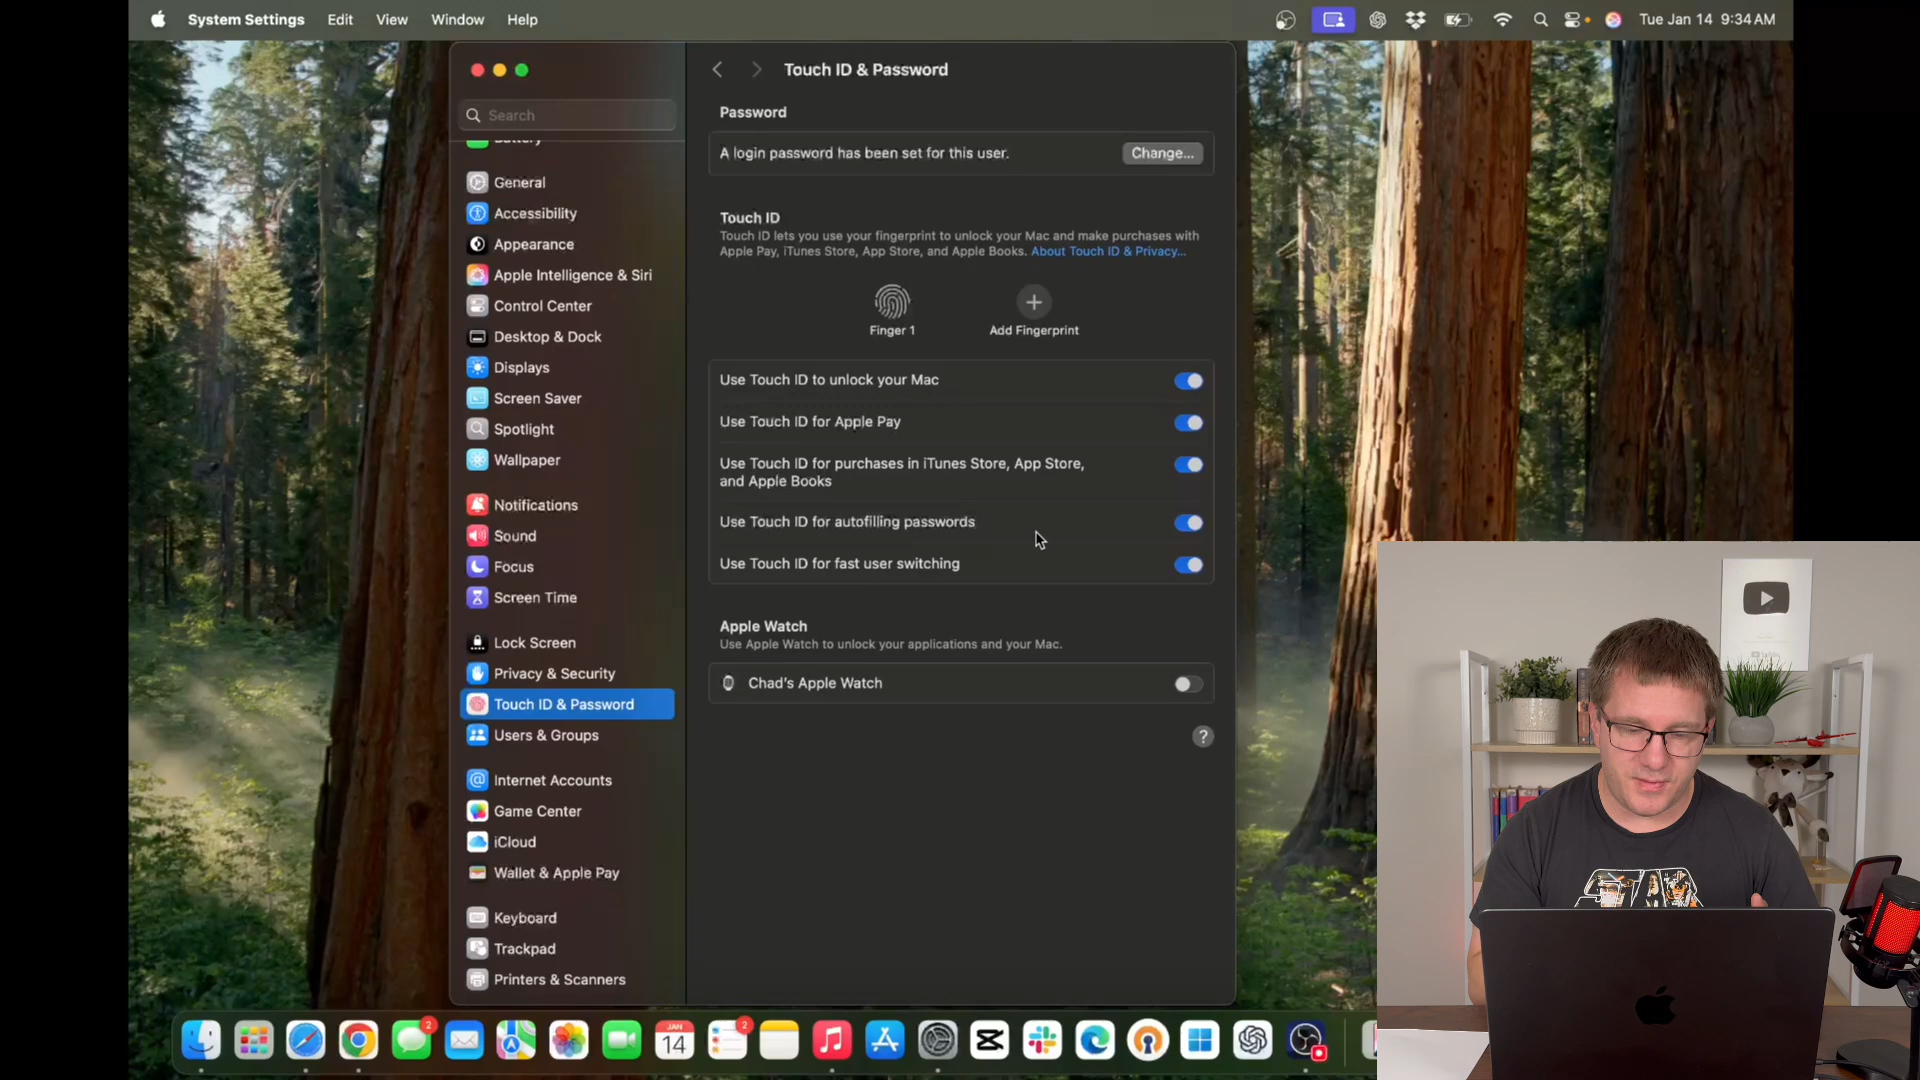 System Settings Edit View Window Help
Tue Jan 14 9:34 AM
Search
Battery
General
Accessibility
Appearance
Apple Intelligence & Siri
Control Center
Desktop & Dock
Displays
Screen Saver
Spotlight
Wallpaper
Notifications
Sound
Focus
Screen Time
Lock Screen
Privacy & Security
Touch ID & Password
Users & Groups
Internet Accounts
Game Center
iCloud
Wallet & Apple Pay
Keyboard
Trackpad
Printers & Scanners
Touch ID & Password
Password
A login password has been set for this user.
Change...
Touch ID
Touch ID lets you use your fingerprint to unlock your Mac and make purchases with
Apple Pay, iTunes Store, App Store, and Apple Books. About Touch ID & Privacy...
Finger 1
Add Fingerprint
Use Touch ID to unlock your Mac
Use Touch ID for Apple Pay
Use Touch ID for purchases in iTunes Store, App Store,
and Apple Books
Use Touch ID for autofilling passwords
Use Touch ID for fast user switching
Apple Watch
Use Apple Watch to unlock your applications and your Mac.
Chad's Apple Watch
?
2
JAN
14
2